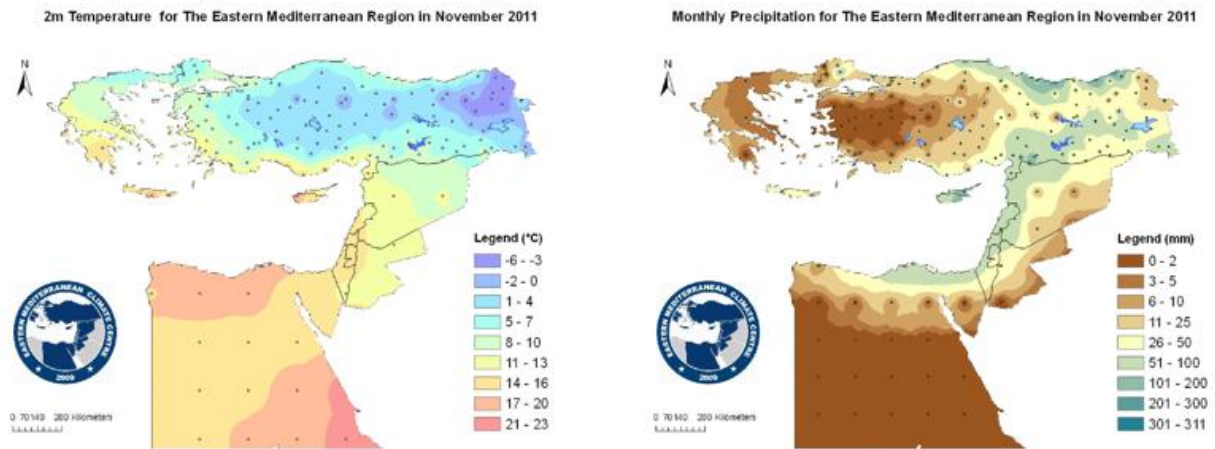 2m Temperature for The Eastern Mediterranean Region in November 2011
N
Legend (°C)
-6 - -3
-2 - 0
1 - 4
5 - 7
8 - 10
11 - 13
14 - 16
17 - 20
21 - 23
EASTERN MEDITERRANEAN CLIMATE CENTRE
2009
0 70140 280 Kilometers
Monthly Precipitation for The Eastern Mediterranean Region in November 2011
N
Legend (mm)
0 - 2
3 - 5
6 - 10
11 - 25
26 - 50
51 - 100
101 - 200
201 - 300
301 - 311
EASTERN MEDITERRANEAN CLIMATE CENTRE
2009
0 70140 280 Kilometers